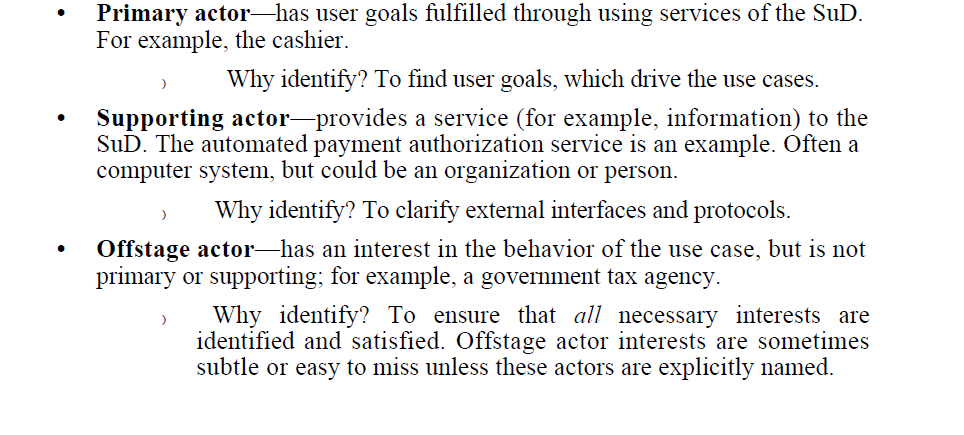 • Primary actor—has user goals fulfilled through using services of the SuD.
For example, the cashier.
) Why identify? To find user goals, which drive the use cases.
• Supporting actor—provides a service (for example, information) to the
SuD. The automated payment authorization service is an example. Often a
computer system, but could be an organization or person.
) Why identify? To clarify external interfaces and protocols.
• Offstage actor—has an interest in the behavior of the use case, but is not
primary or supporting; for example, a government tax agency.
) Why identify? To ensure that all necessary interests are
identified and satisfied. Offstage actor interests are sometimes
subtle or easy to miss unless these actors are explicitly named.